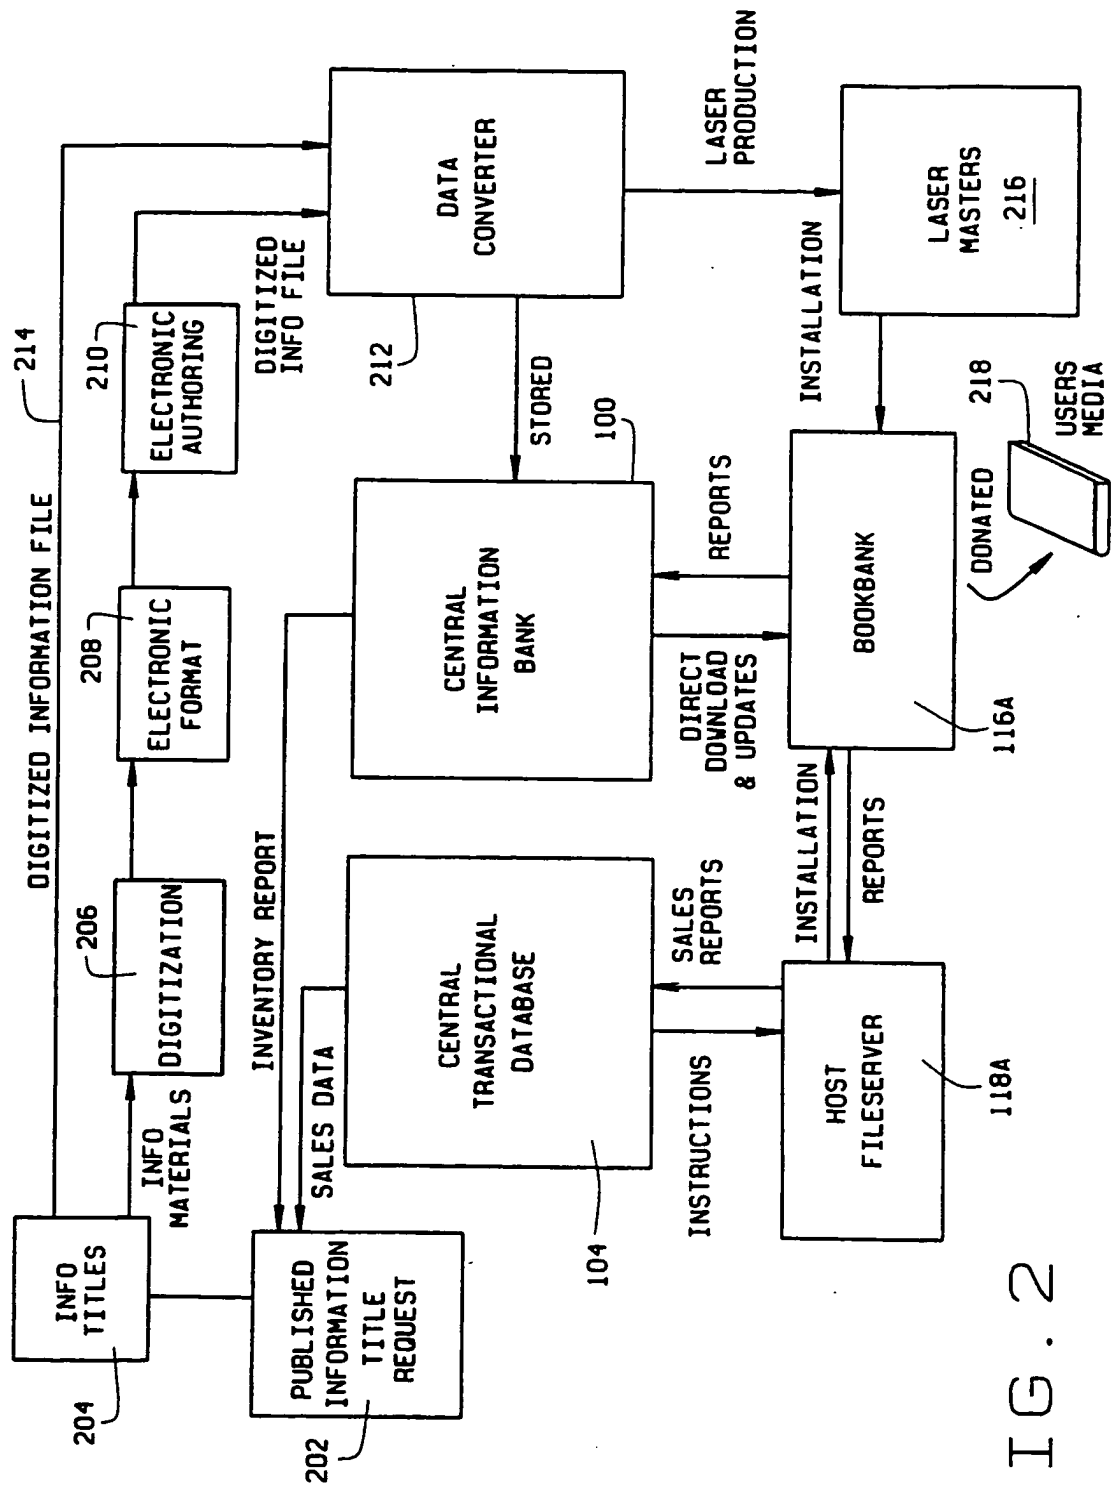 DIGITIZED INFORMATION FILE
214
INFO
TITLES
204
INFO
MATERIALS
206
DIGITIZATION
208
ELECTRONIC
FORMAT
210
ELECTRONIC
AUTHORING
DIGITIZED
INFO FILE
PUBLISHED
INFORMATION
TITLE
REQUEST
202
INVENTORY REPORT
SALES DATA
CENTRAL
TRANSACTIONAL
DATABASE
104
CENTRAL
INFORMATION
BANK
100
STORED
DATA
CONVERTER
212
INSTRUCTIONS
SALES
REPORTS
DIRECT
DOWNLOAD
& UPDATES
REPORTS
LASER
PRODUCTION
HOST
FILESERVER
118A
INSTALLATION
REPORTS
BOOKBANK
116A
INSTALLATION
LASER
MASTERS
216
DONATED
218
USERS
MEDIA
IG.2